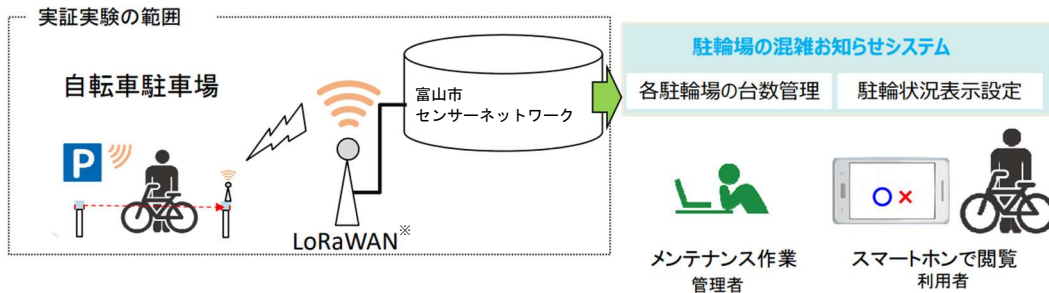 実証実験の範囲
自転車駐車場
P
LoRaWAN※
富山市
センサーネットワーク
駐輪場の混雑お知らせシステム
各駐輪場の台数管理
駐輪状況表示設定
○×
メンテナンス作業
管理者
スマートホンで閲覧
利用者